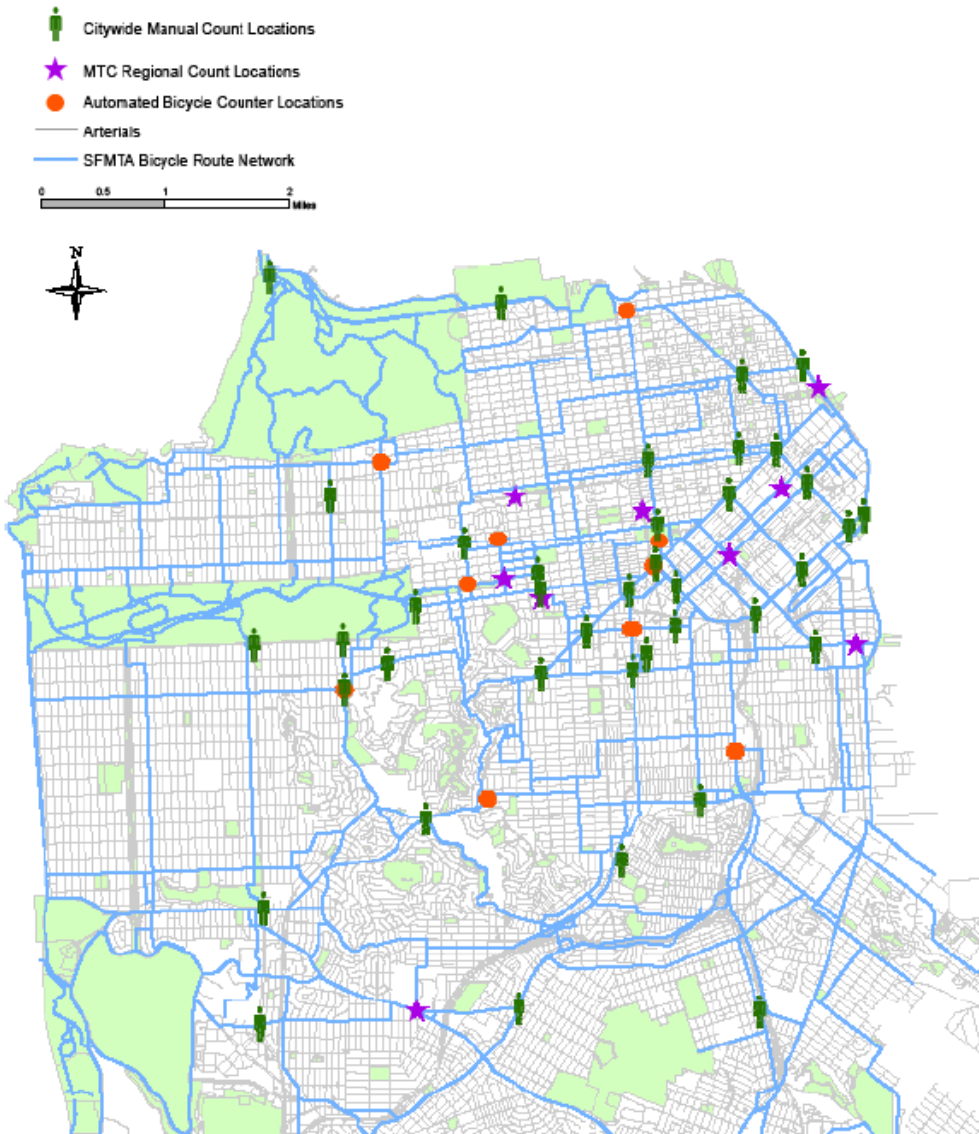 Citywide Manual Count Locations
MTC Regional Count Locations
Automated Bicycle Counter Locations
Arterials
SFMTA Bicycle Route Network
0 0.5 1 2
Miles
N